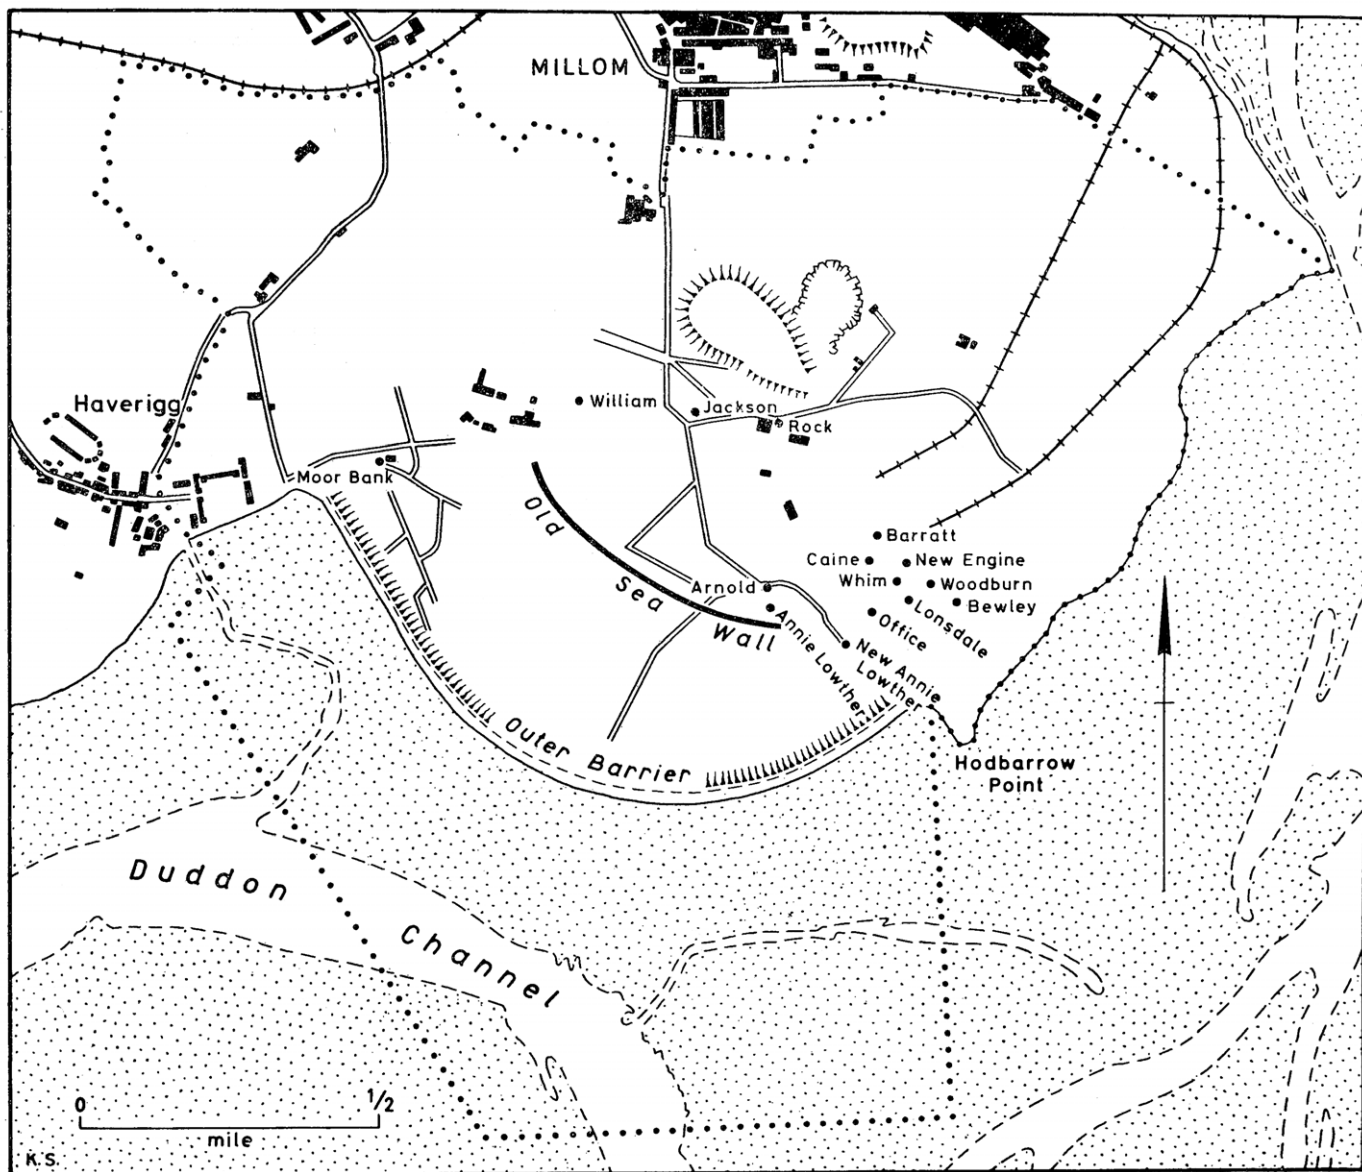 MILLOM
Haverigg
William
Jackson
Rock
Moor Bank
Old Sea Wall
Barratt
Caine
New Engine
Whim
Woodburn
Arnold
Bewley
Lonsdale
Office
Annie Lowther
New Annie
Lowther
Outer Barrier
Hodbarrow
Point
Duddon Channel
0 1/2
mile
K.S.